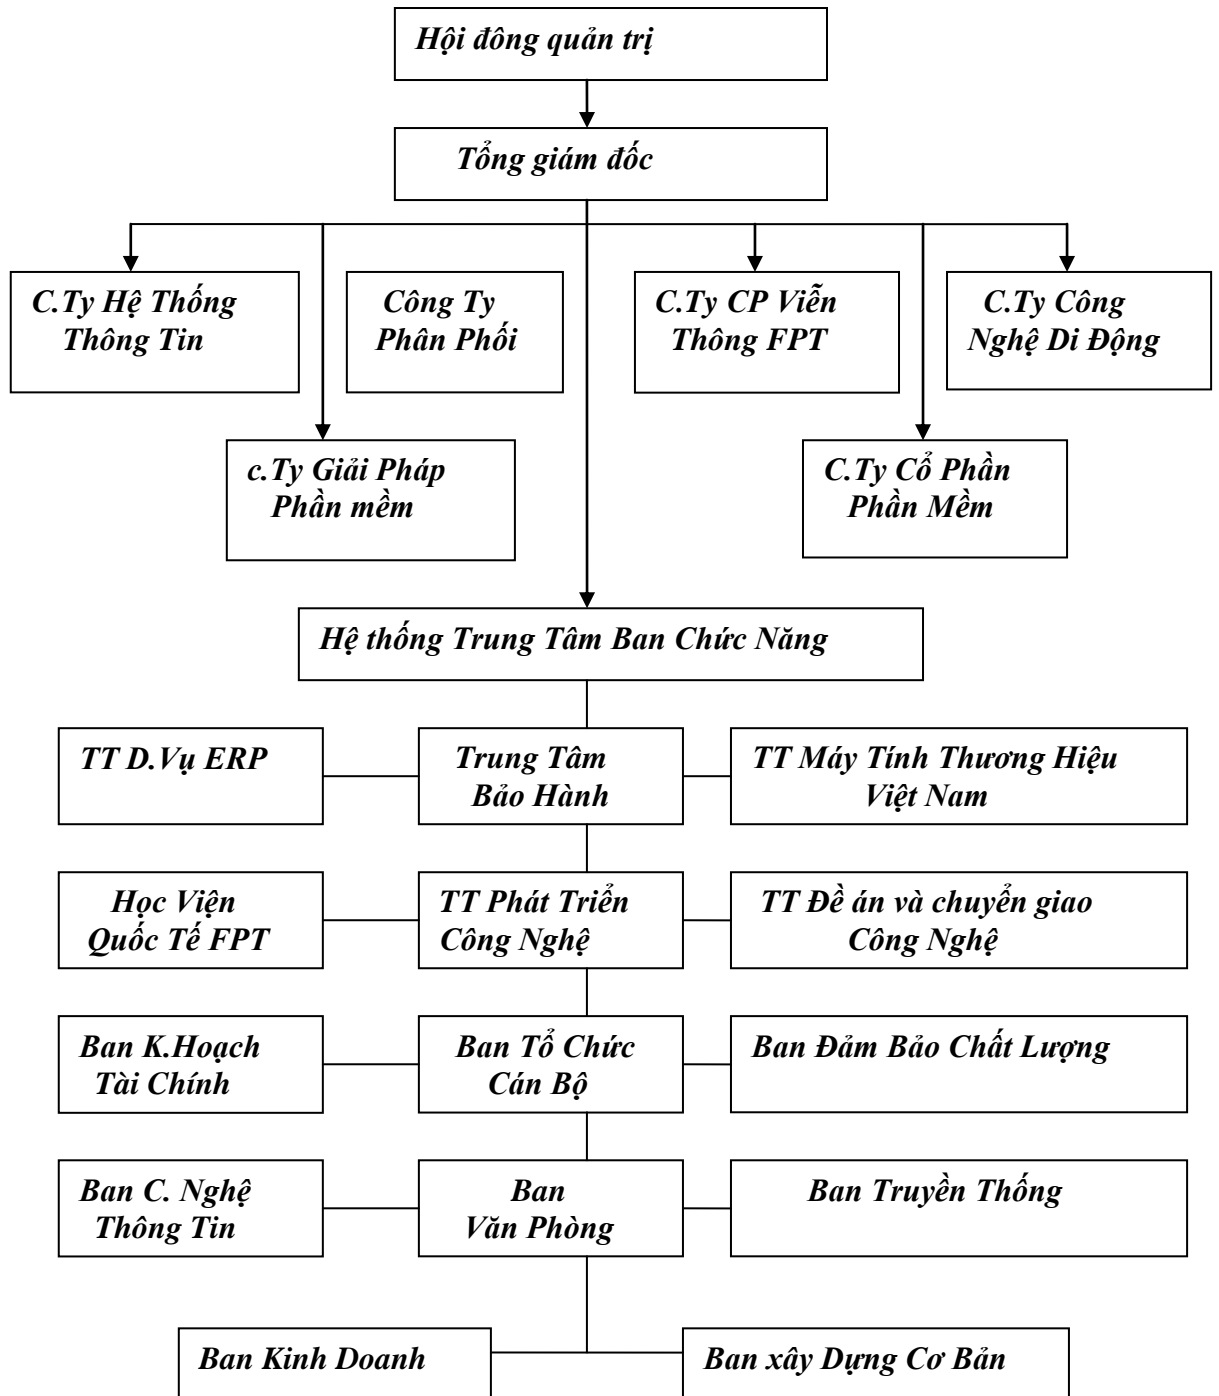 Hội đông quản trị
Tổng giám đốc
C.Ty Hệ Thống
Thông Tin
Công Ty
Phân Phối
C.Ty CP Viễn
Thông FPT
C.Ty Công
Nghệ Di Động
c.Ty Giải Pháp
Phần mềm
C.Ty Cổ Phần
Phần Mềm
Hệ thống Trung Tâm Ban Chức Năng
TT D.Vụ ERP
Trung Tâm
Bảo Hành
TT Máy Tính Thương Hiệu
Việt Nam
Học Viện
Quốc Tế FPT
TT Phát Triển
Công Nghệ
TT Đề án và chuyển giao
Công Nghệ
Ban K.Hoạch
Tài Chính
Ban Tổ Chức
Cán Bộ
Ban Đảm Bảo Chất Lượng
Ban C. Nghệ
Thông Tin
Ban
Văn Phòng
Ban Truyền Thống
Ban Kinh Doanh
Ban xây Dựng Cơ Bản